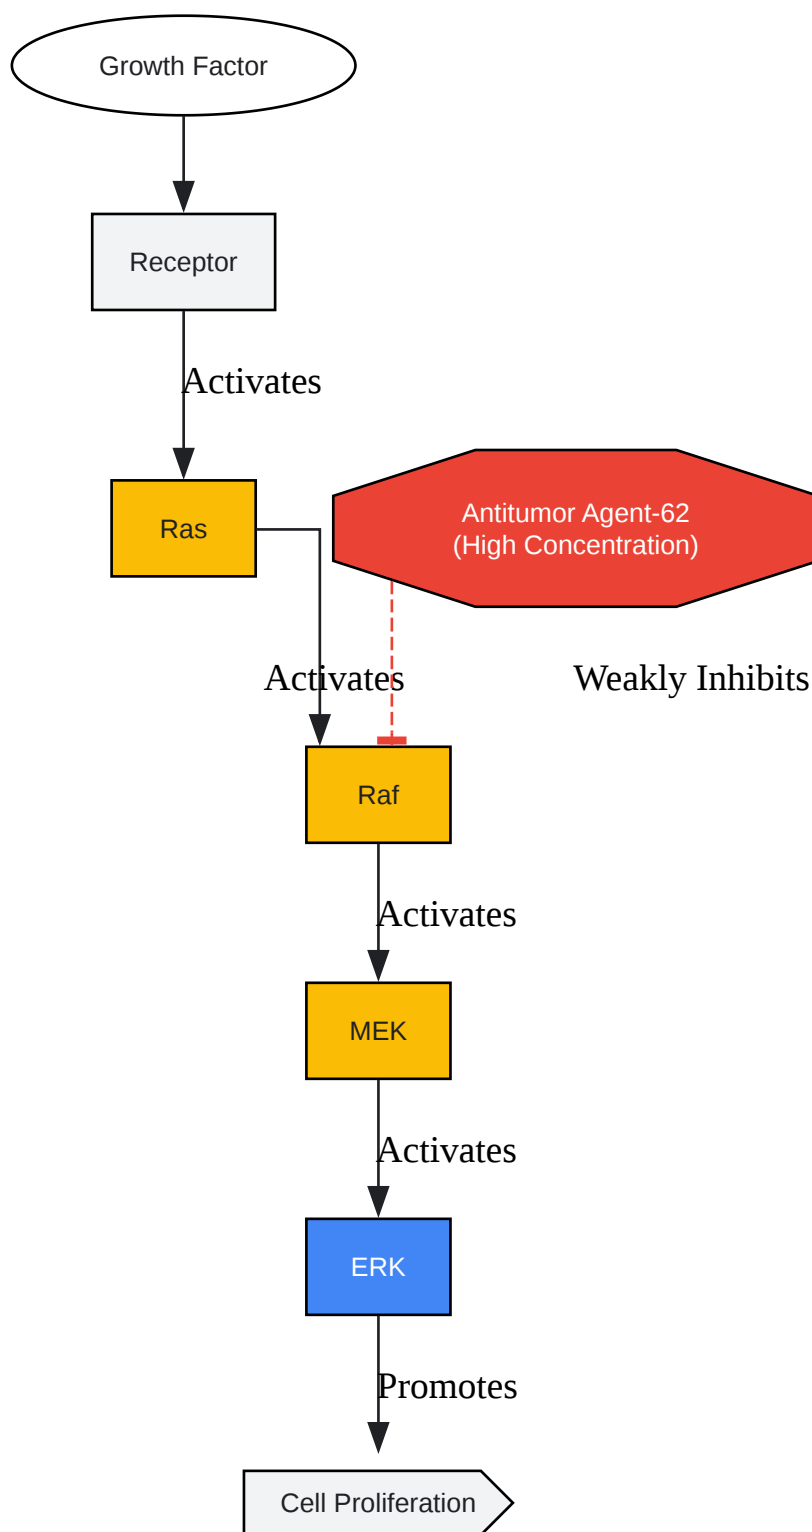 Growth Factor
Receptor
Activates
Ras
Antitumor Agent-62
(High Concentration)
Activates
Weakly Inhibits
Raf
Activates
MEK
Activates
ERK
Promotes
Cell Proliferation